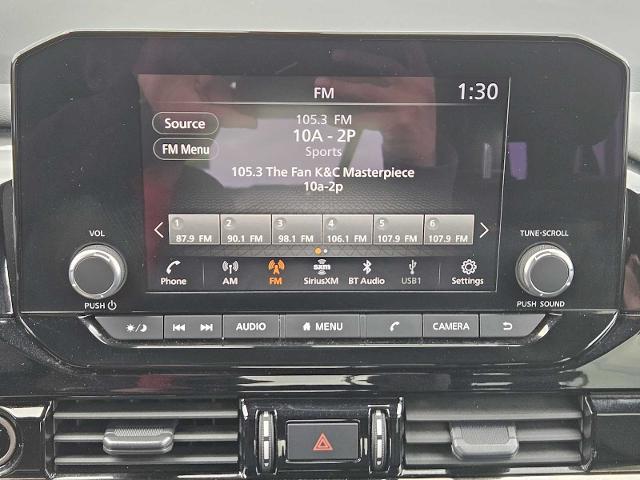 FM 1:30
Source
105.3 FM
10A - 2P
FM Menu
Sports
105.3 The Fan K&C Masterpiece
10a-2p
1 2 3 4 5 6
87.9 FM 90.1 FM 98.1 FM 106.1 FM 107.9 FM 107.9 FM
VOL
TUNE·SCROLL
sxm
Phone AM FM SiriusXM BT Audio USB1 Settings
PUSH
PUSH SOUND
AUDIO MENU CAMERA